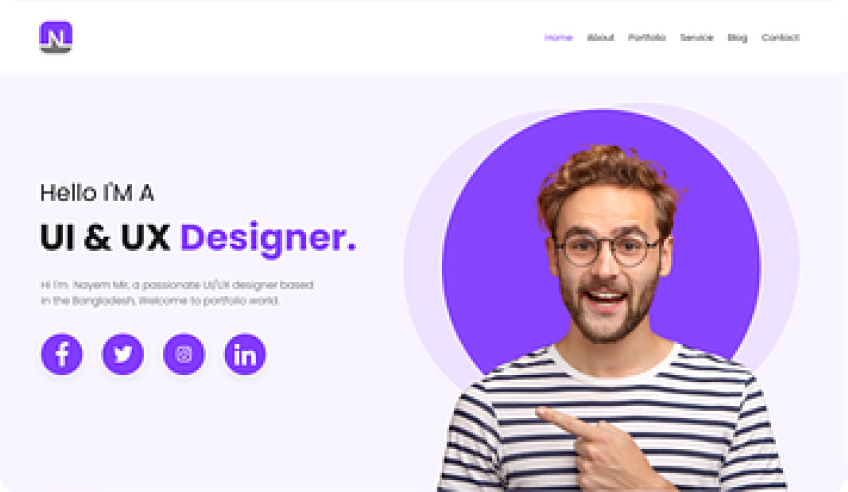 N
Home About Portfolio Service Blog Contact
Hello I'M A
UI & UX Designer.
Hi I'm Nayem Mir, a passionate UI/UX designer based
in the Bangladesh, Welcome to portfolio world.